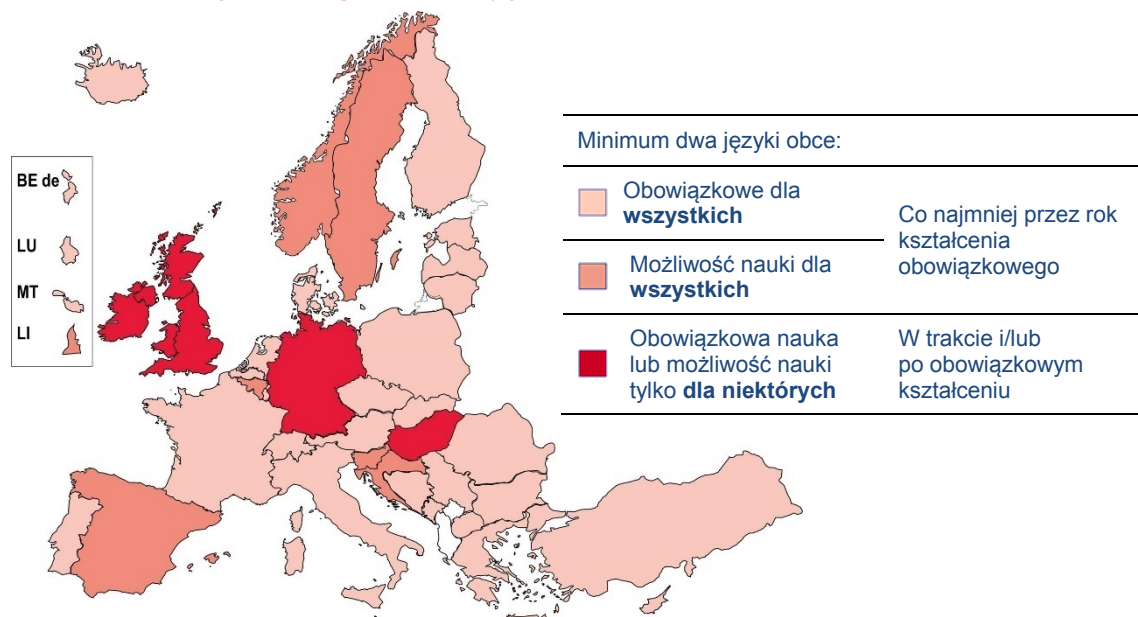 BE de
LU
MT
LI
Minimum dwa języki obce:
Obowiązkowe dla
wszystkich
Możliwość nauki dla
wszystkich
Co najmniej przez rok
kształcenia
obowiązkowego
Obowiązkowa nauka
lub możliwość nauki
tylko dla niektórych
W trakcie i/lub
po obowiązkowym
kształceniu